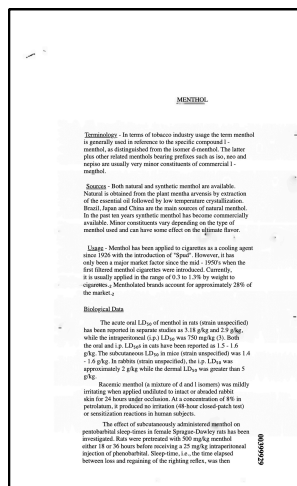 MENTHOL
Terminology - In terms of tobacco industry usage the term menthol
is generally used in reference to the specific compound l -
menthol, as distinguished from the isomer d-menthol. The latter
plus other related menthols bearing prefixes such as iso, neo and
nepiso are usually very minor constituents of commercial l -
megthol.
Sources - Both natural and synthetic menthol are available.
Natural is obtained from the plant mentha arvensis by extraction
of the essential oil followed by low temperature crystallization.
Brazil, Japan and China are the main sources of natural menthol.
In the past ten years synthetic menthol has become commercially
available. Minor constituents vary depending on the type of
menthol used and can have some effect on the ultimate flavor.
Usage - Menthol has been applied to cigarettes as a cooling agent
since 1926 with the introduction of "Spud". However, it has
only been a major market factor since the mid - 1950's when the
first filtered menthol cigarettes were introduced. Currently,
it is usually applied in the range of 0.3 to 1.3% by weight to
cigarettes.2 Mentholated brands account for approximately 28% of
the market.2
Biological Data
The acute oral LD50 of menthol in rats (strain unspecified)
has been reported in separate studies as 3.18 g/kg and 2.9 g/kg,
while the intraperitoneal (i.p.) LD50 was 750 mg/kg (3). Both
the oral and i.p. LD50s in cats have been reported as 1.5 - 1.6
g/kg. The subcutaneous LD50 in mice (strain unspecified) was 1.4
- 1.6 g/kg. In rabbits (strain unspecified), the i.p. LD50 was
approximately 2 g/kg while the dermal LD50 was greater than 5
g/kg.
Racemic menthol (a mixture of d and l isomers) was mildly
irritating when applied undiluted to intact or abraded rabbit
skin for 24 hours under occlusion. At a concentration of 8% in
petrolatum, it produced no irritation (48-hour closed-patch test)
or sensitization reactions in human subjects.
The effect of subcutaneously administered menthol on
pentobarbital sleep-times in female Sprague-Dawley rats has been
investigated. Rats were pretreated with 500 mg/kg menthol
either 18 or 36 hours before receiving a 25 mg/kg intraperitoneal
injection of phenobarbital. Sleep-time, i.e., the time elapsed
between loss and regaining of the righting reflex, was then
00399929